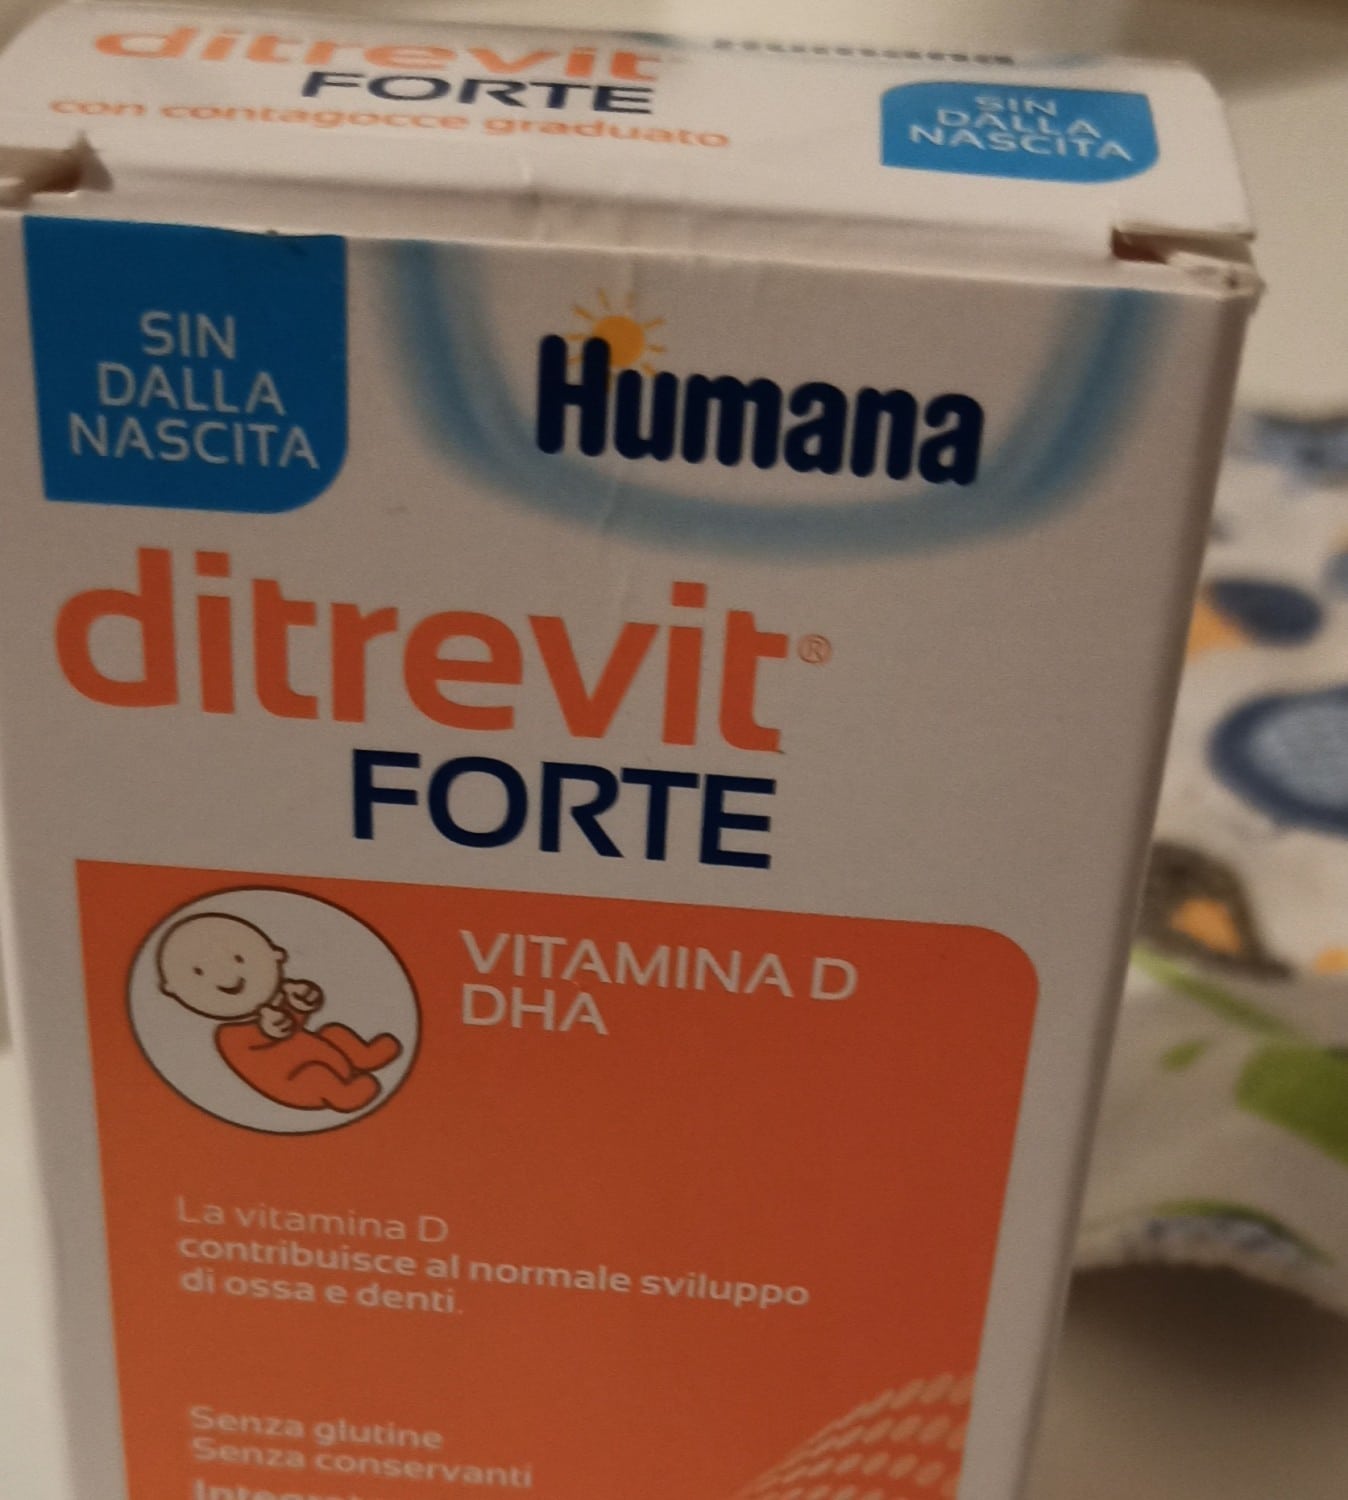 ditrevit
FORTE
con contagocce graduato
Humana
SIN
DALLA
NASCITA
SIN
DALLA
NASCITA
Humana
ditrevit®
FORTE
VITAMINA D
DHA
La vitamina D
contribuisce al normale sviluppo
di ossa e denti.
Senza glutine
Senza conservanti